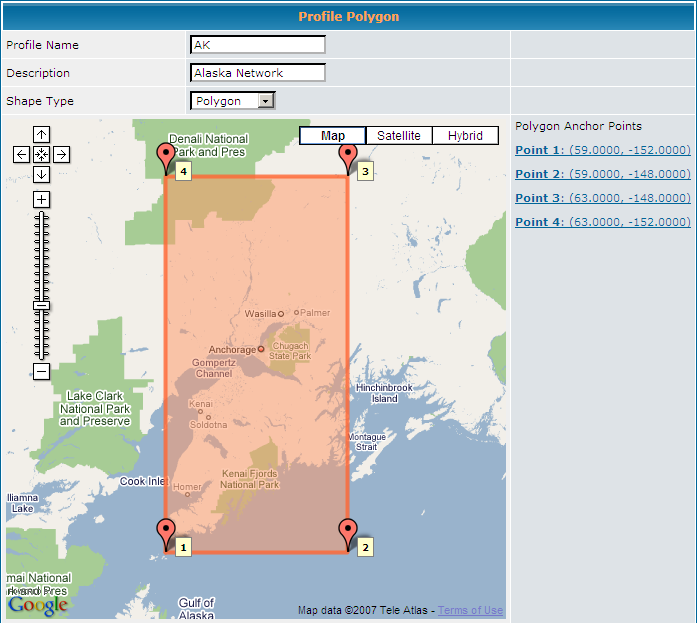 Profile Polygon
Profile Name
AK
Description
Alaska Network
Shape Type
Polygon
Map
Satellite
Hybrid
Polygon Anchor Points
Point 1: (59.0000, -152.0000)
Point 2: (59.0000, -148.0000)
Point 3: (63.0000, -148.0000)
Point 4: (63.0000, -152.0000)
Denali National
Park and Pres
4
3
Wasilla
Palmer
Anchorage
Chugach
State Park
Gompertz
Channel
Lake Clark
National Park
and Preserve
Kenai
Soldotna
Hinchinbrook
Island
Montague
Strait
Cook Inlet
Kenai Fjords
National Park
Homer
Iliamna
Lake
1
2
mai National
and Pres
Google
Gulf of
Alaska
Map data ©2007 Tele Atlas - Terms of Use